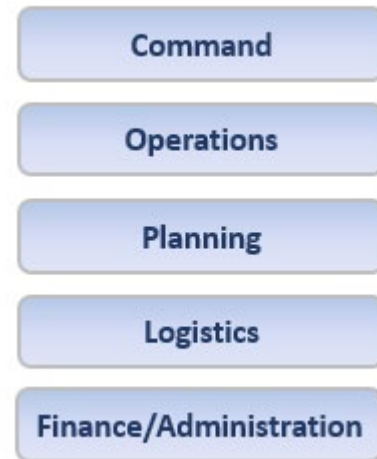 Command
Operations
Planning
Logistics
Finance/Administration